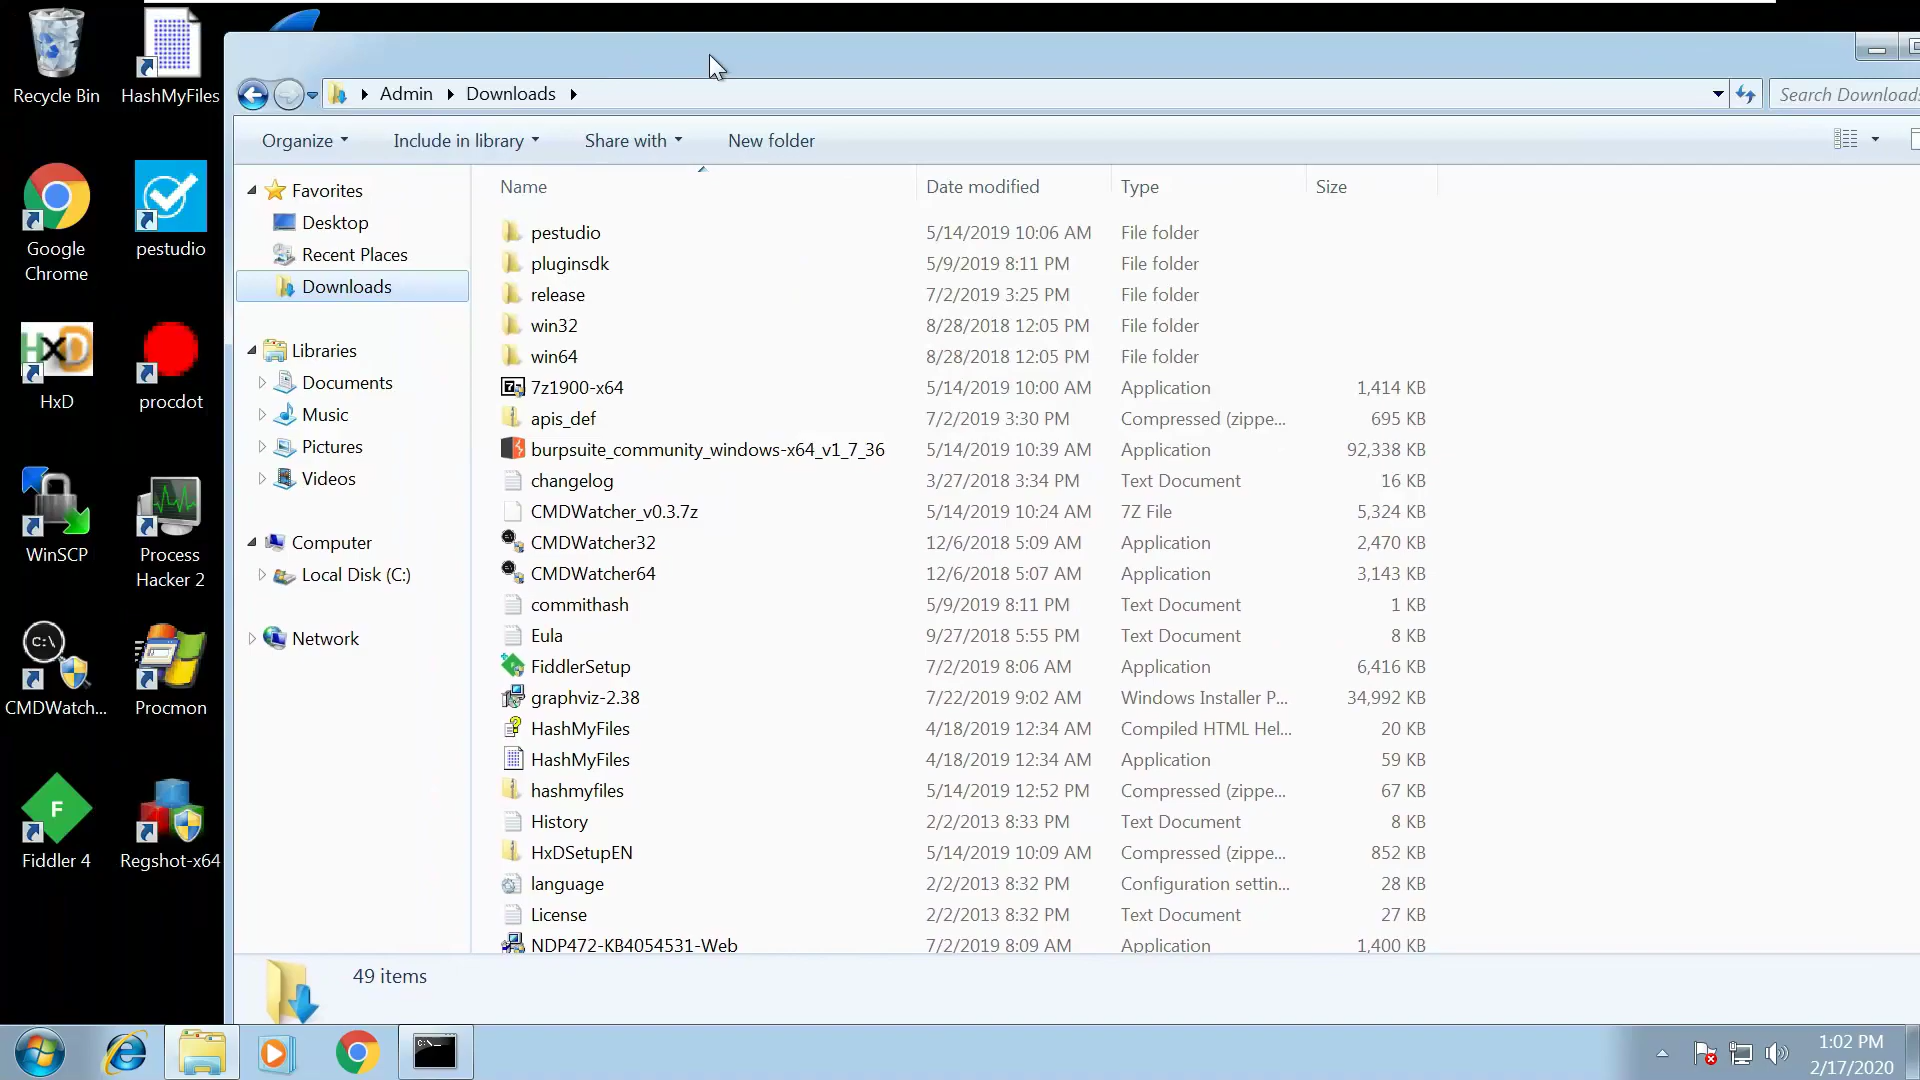 Recycle Bin
HashMyFiles
Google
Chrome
pestudio
HxD
procdot
WinSCP
Process
Hacker 2
CMDWatch...
Procmon
Fiddler 4
Regshot-x64
Admin
Downloads
Search Downloads
Organize
Include in library
Share with
New folder
Favorites
Desktop
Recent Places
Downloads
Libraries
Documents
Music
Pictures
Videos
Computer
Local Disk (C:)
Network
Name Date modified Type Size
pestudio 5/14/2019 10:06 AM File folder
pluginsdk 5/9/2019 8:11 PM File folder
release 7/2/2019 3:25 PM File folder
win32 8/28/2018 12:05 PM File folder
win64 8/28/2018 12:05 PM File folder
7z1900-x64 5/14/2019 10:00 AM Application 1,414 KB
apis_def 7/2/2019 3:30 PM Compressed (zippe... 695 KB
burpsuite_community_windows-x64_v1_7_36 5/14/2019 10:39 AM Application 92,338 KB
changelog 3/27/2018 3:34 PM Text Document 16 KB
CMDWatcher_v0.3.7z 5/14/2019 10:24 AM 7Z File 5,324 KB
CMDWatcher32 12/6/2018 5:09 AM Application 2,470 KB
CMDWatcher64 12/6/2018 5:07 AM Application 3,143 KB
commithash 5/9/2019 8:11 PM Text Document 1 KB
Eula 9/27/2018 5:55 PM Text Document 8 KB
FiddlerSetup 7/2/2019 8:06 AM Application 6,416 KB
graphviz-2.38 7/22/2019 9:02 AM Windows Installer P... 34,992 KB
HashMyFiles 4/18/2019 12:34 AM Compiled HTML Hel... 20 KB
HashMyFiles 4/18/2019 12:34 AM Application 59 KB
hashmyfiles 5/14/2019 12:52 PM Compressed (zippe... 67 KB
History 2/2/2013 8:33 PM Text Document 8 KB
HxDSetupEN 5/14/2019 10:09 AM Compressed (zippe... 852 KB
language 2/2/2013 8:32 PM Configuration settin... 28 KB
License 2/2/2013 8:32 PM Text Document 27 KB
NDP472-KB4054531-Web 7/2/2019 8:09 AM Application 1,400 KB
49 items
1:02 PM
2/17/2020